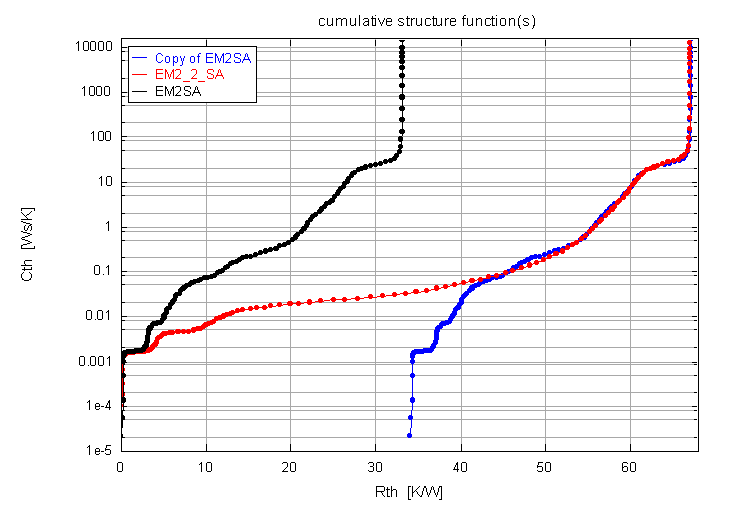 cumulative structure function(s)
Copy of EM2SA
EM2_2_SA
EM2SA
10000
1000
100
10
1
0.1
0.01
0.001
1e-4
1e-5
Cth [Ws/K]
0 10 20 30 40 50 60
Rth [K/W]